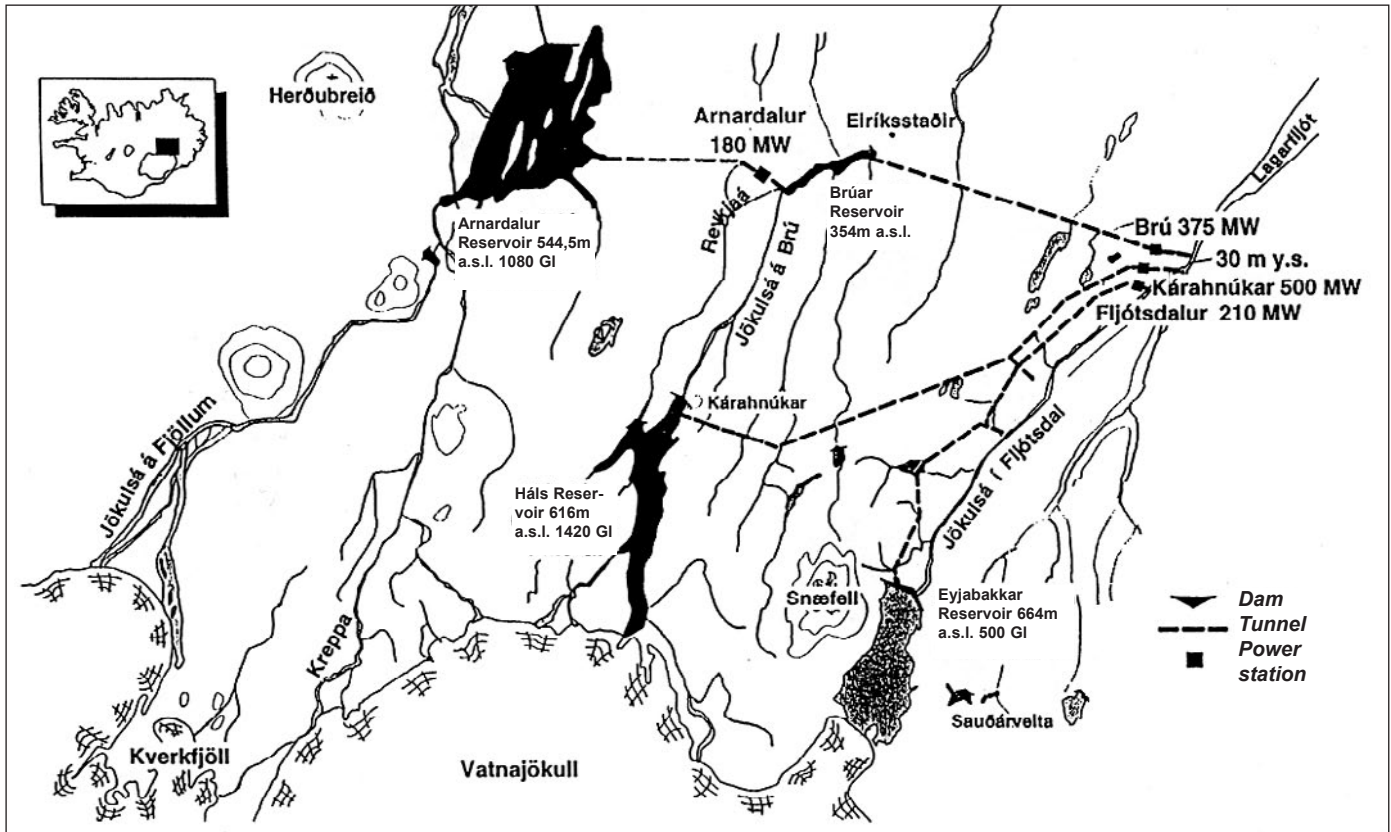 Herðubreið
Arnardalur
180 MW
Eiríksstaðir
Lagarfljót
Arnardalur
Reservoir 544,5m
a.s.l. 1080 Gl
Reykjaá
Brúar
Reservoir
354m a.s.l.
Jökulsá á Brú
Brú 375 MW
30 m y.s.
Kárahnúkar 500 MW
Fljótsdalur 210 MW
Jökulsá á Fjöllum
Kárahnúkar
Háls Reser-
voir 616m
a.s.l. 1420 Gl
Jökulsá í Fljótsdal
Kreppa
Snæfell
Eyjabakkar
Reservoir 664m
a.s.l. 500 Gl
Dam
Tunnel
Power
station
Sauðárvelta
Kverkfjöll
Vatnajökull